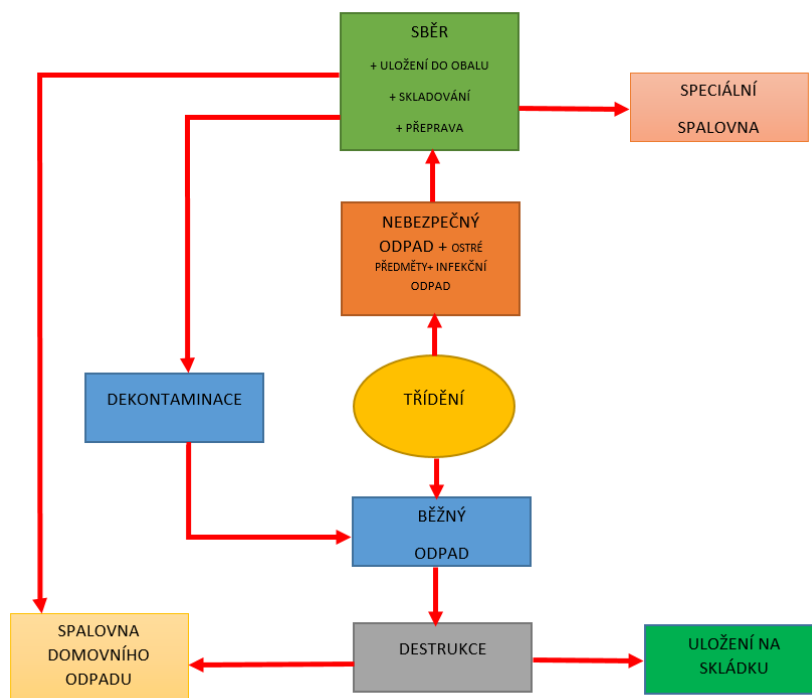 SBĚR
+ ULOŽENÍ DO OBALU
+ SKLADOVÁNÍ
+ PŘEPRAVA
SPECIÁLNÍ
SPALOVNA
NEBEZPEČNÝ
ODPAD + OSTRÉ
PŘEDMĚTY+ INFEKČNÍ
ODPAD
DEKONTAMINACE
TŘÍDĚNÍ
BĚŽNÝ
ODPAD
SPALOVNA
DOMOVNÍHO
ODPADU
DESTRUKCE
ULOŽENÍ NA
SKLÁDKU